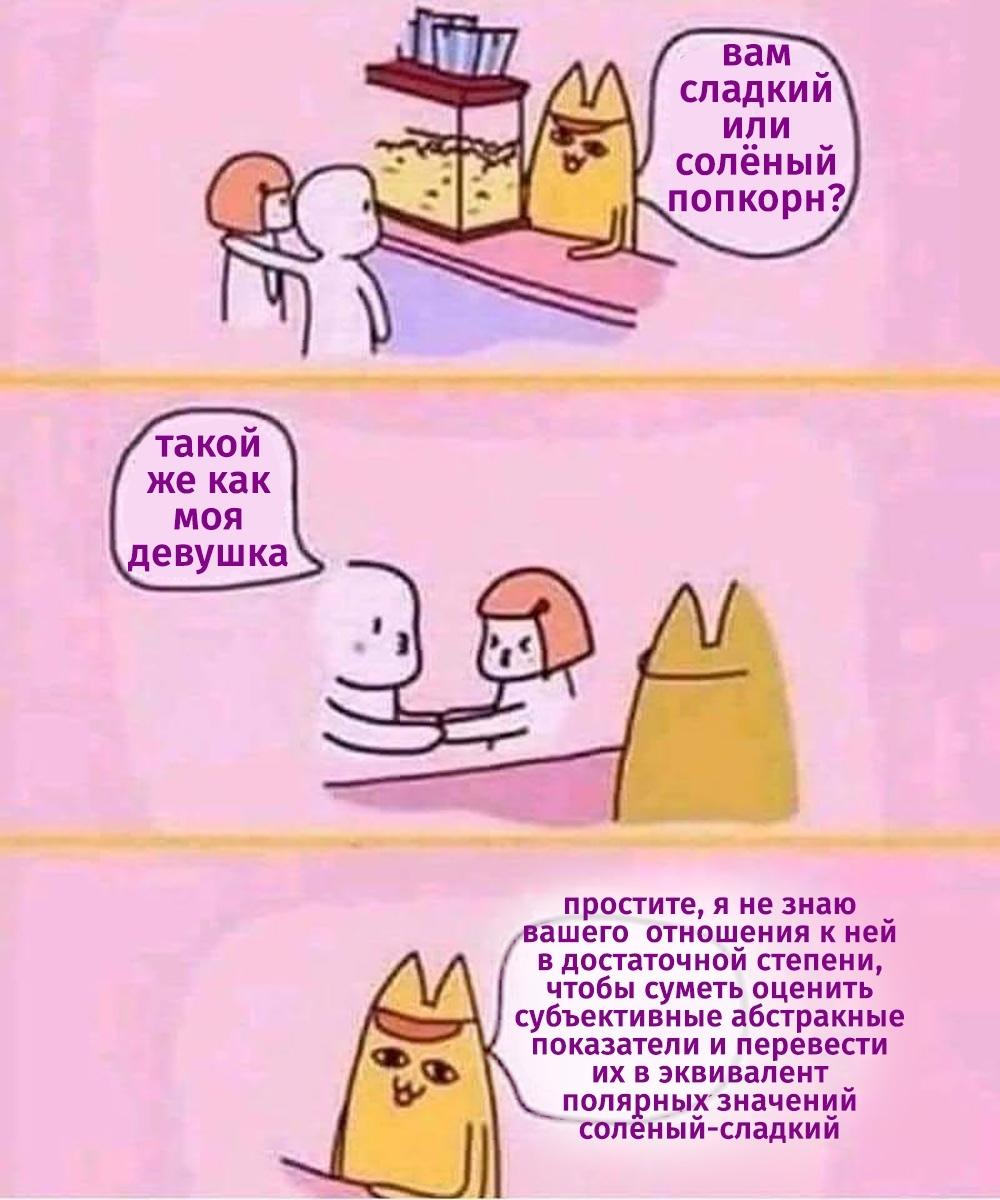 вам
сладкий
или
солёный
попкорн?
такой
же как
моя
девушка
простите, я не знаю
вашего отношения к ней
в достаточной степени,
чтобы суметь оценить
субъективные абстракные
показатели и перевести
их в эквивалент
полярных значений
солёный-сладкий